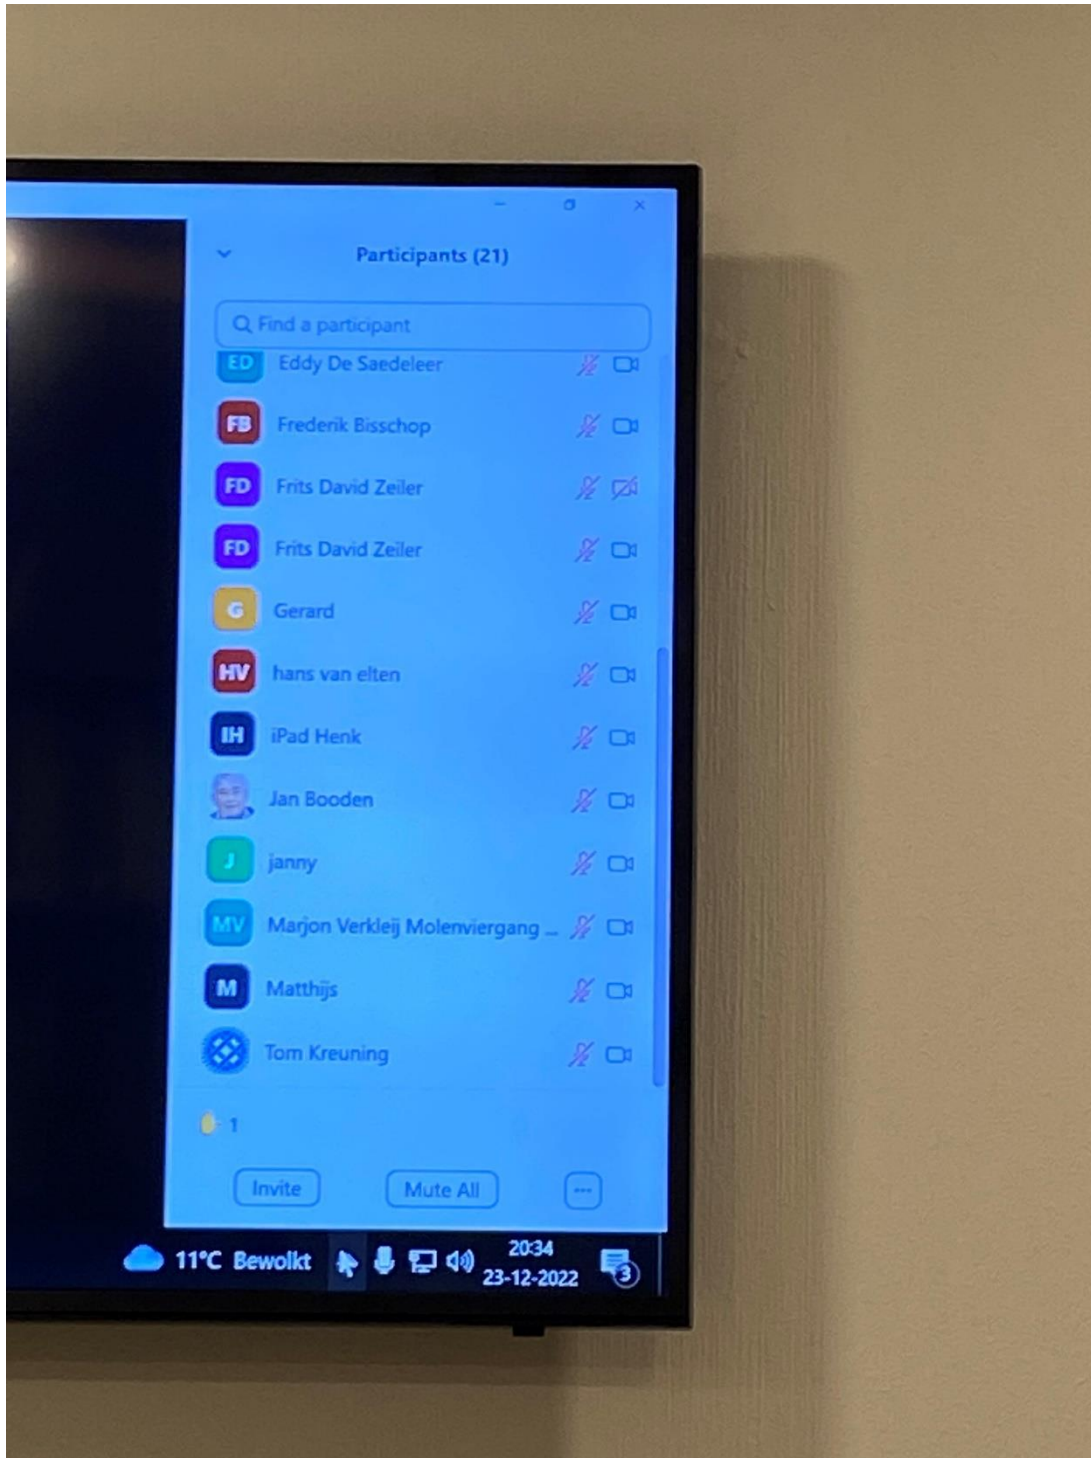 Participants (21)
Find a participant
ED Eddy De Saedeleer
FB Frederik Bisschop
FD Frits David Zeiler
FD Frits David Zeiler
G Gerard
HV hans van elten
IH iPad Henk
Jan Booden
J janny
MV Marjon Verkleij Molenviergang ...
M Matthijs
Tom Kreuning
1
Invite Mute All ...
11°C Bewolkt 20:34
23-12-2022 3